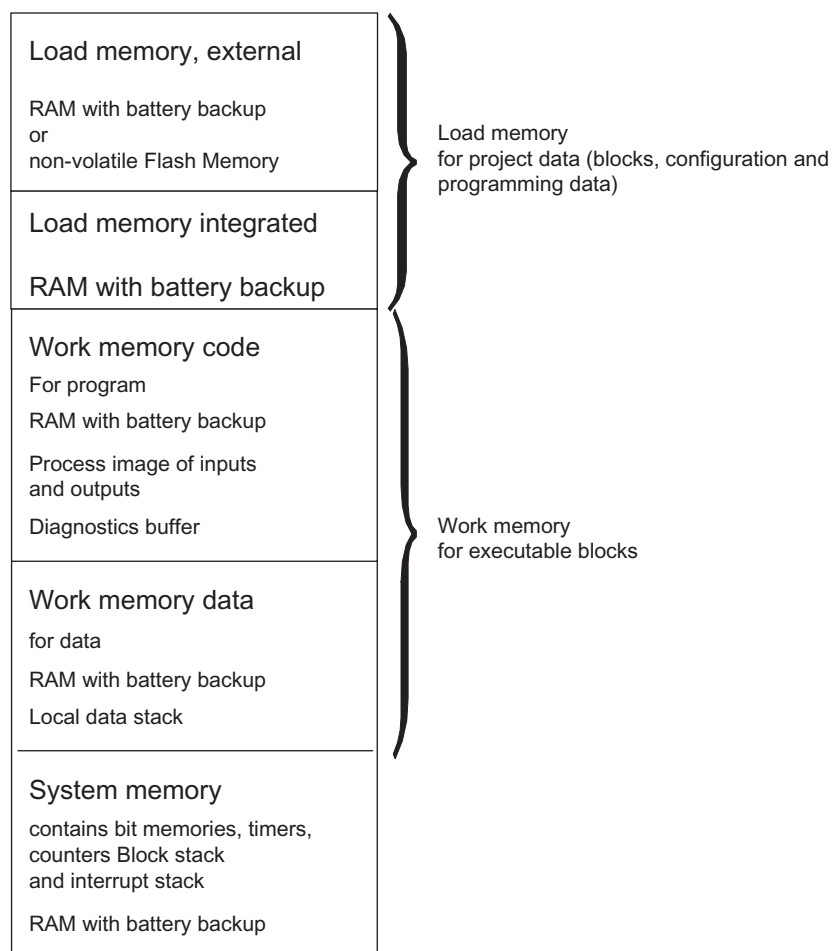 Load memory, external
RAM with battery backup
or
non-volatile Flash Memory
Load memory
for project data (blocks, configuration and
programming data)
Load memory integrated
RAM with battery backup
Work memory code
For program
RAM with battery backup
Process image of inputs
and outputs
Diagnostics buffer
Work memory
for executable blocks
Work memory data
for data
RAM with battery backup
Local data stack
System memory
contains bit memories, timers,
counters Block stack
and interrupt stack
RAM with battery backup